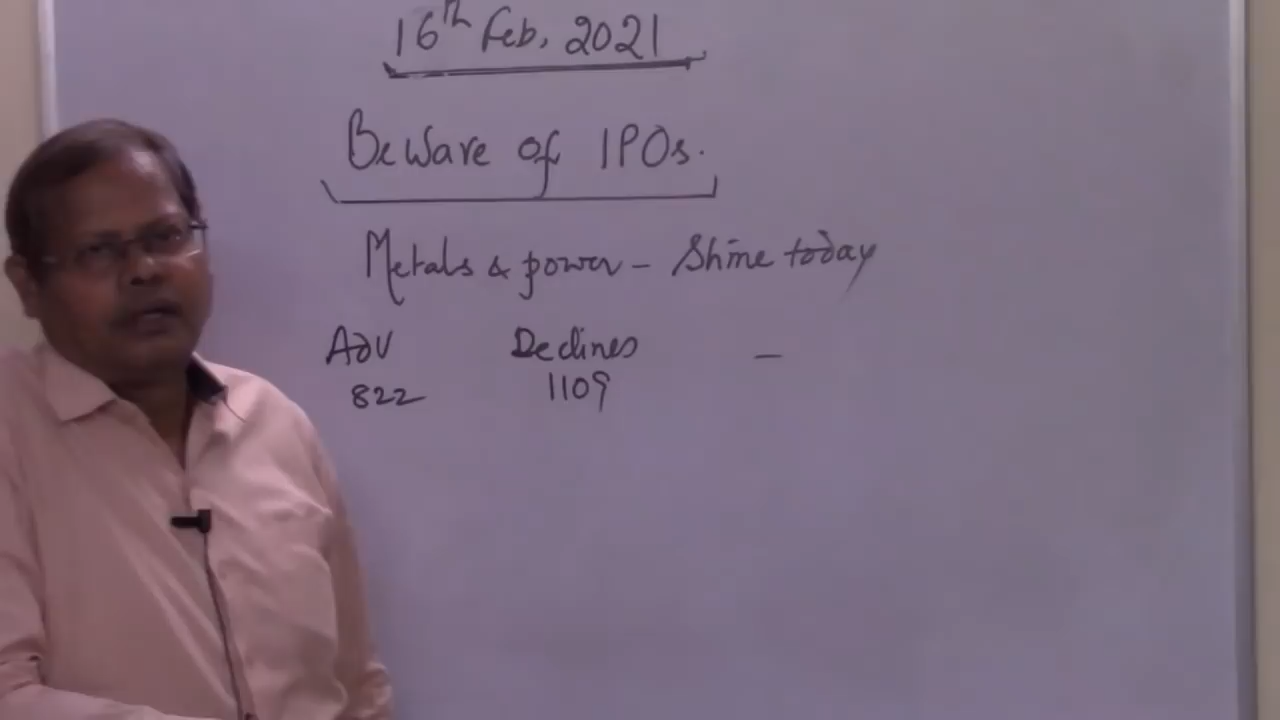 16th Feb, 2021
Beware of IPOs.
Metals & power - Shine today
Adv Declines -
822 1109